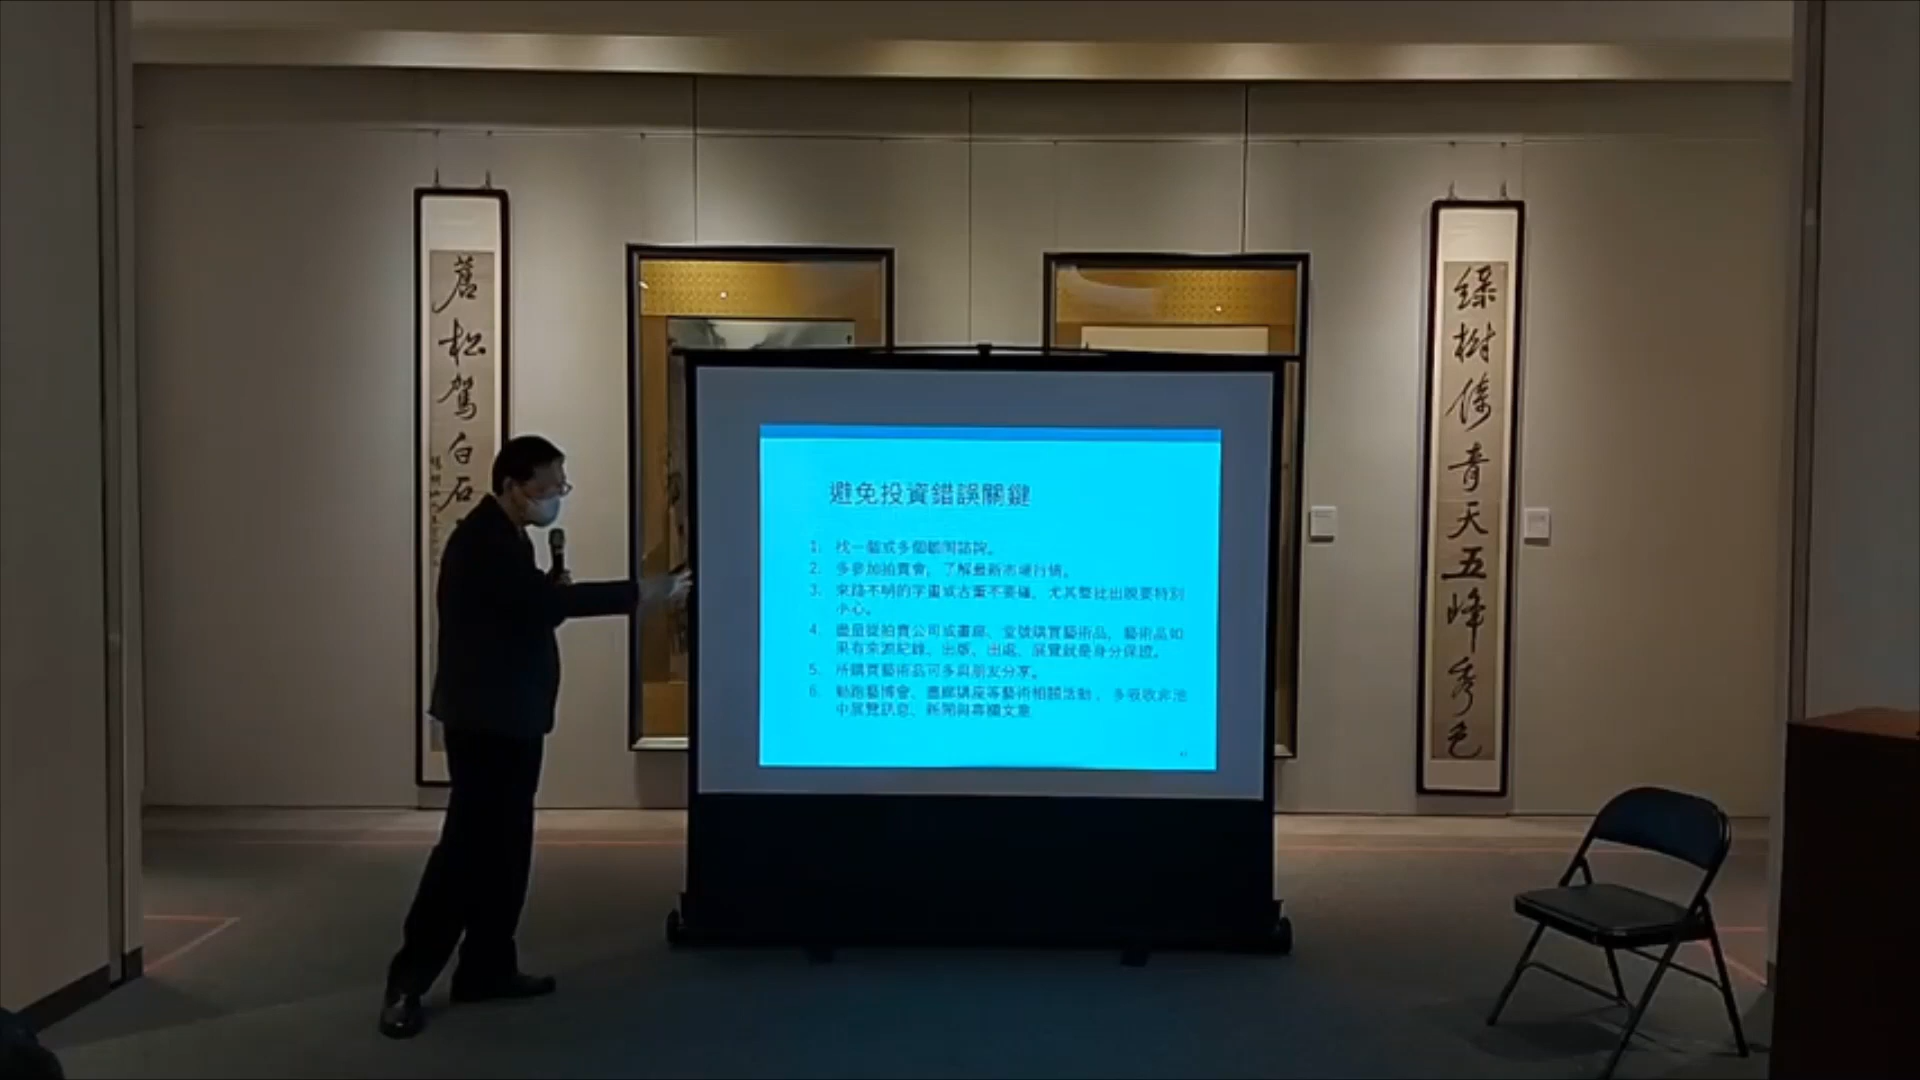 綠樹倚青天五峰秀色
舊松駕白石
避免投資錯誤關鍵
1. 找一個或多個顧問諮詢。
2. 多參加拍賣會，了解最新市場行情。
3. 來路不明的字畫或古董不要碰，尤其整批出脫要特別
小心。
4. 盡量從拍賣公司或畫廊、堂號購買藝術品，藝術品如
果有來源紀錄、出版、出處、展覽就是身分保證。
5. 所購買藝術品可多與朋友分享。
6. 勤跑藝博會、畫廊講座等藝術相關活動，多吸收非池
中展覽訊息、新聞與專欄文章